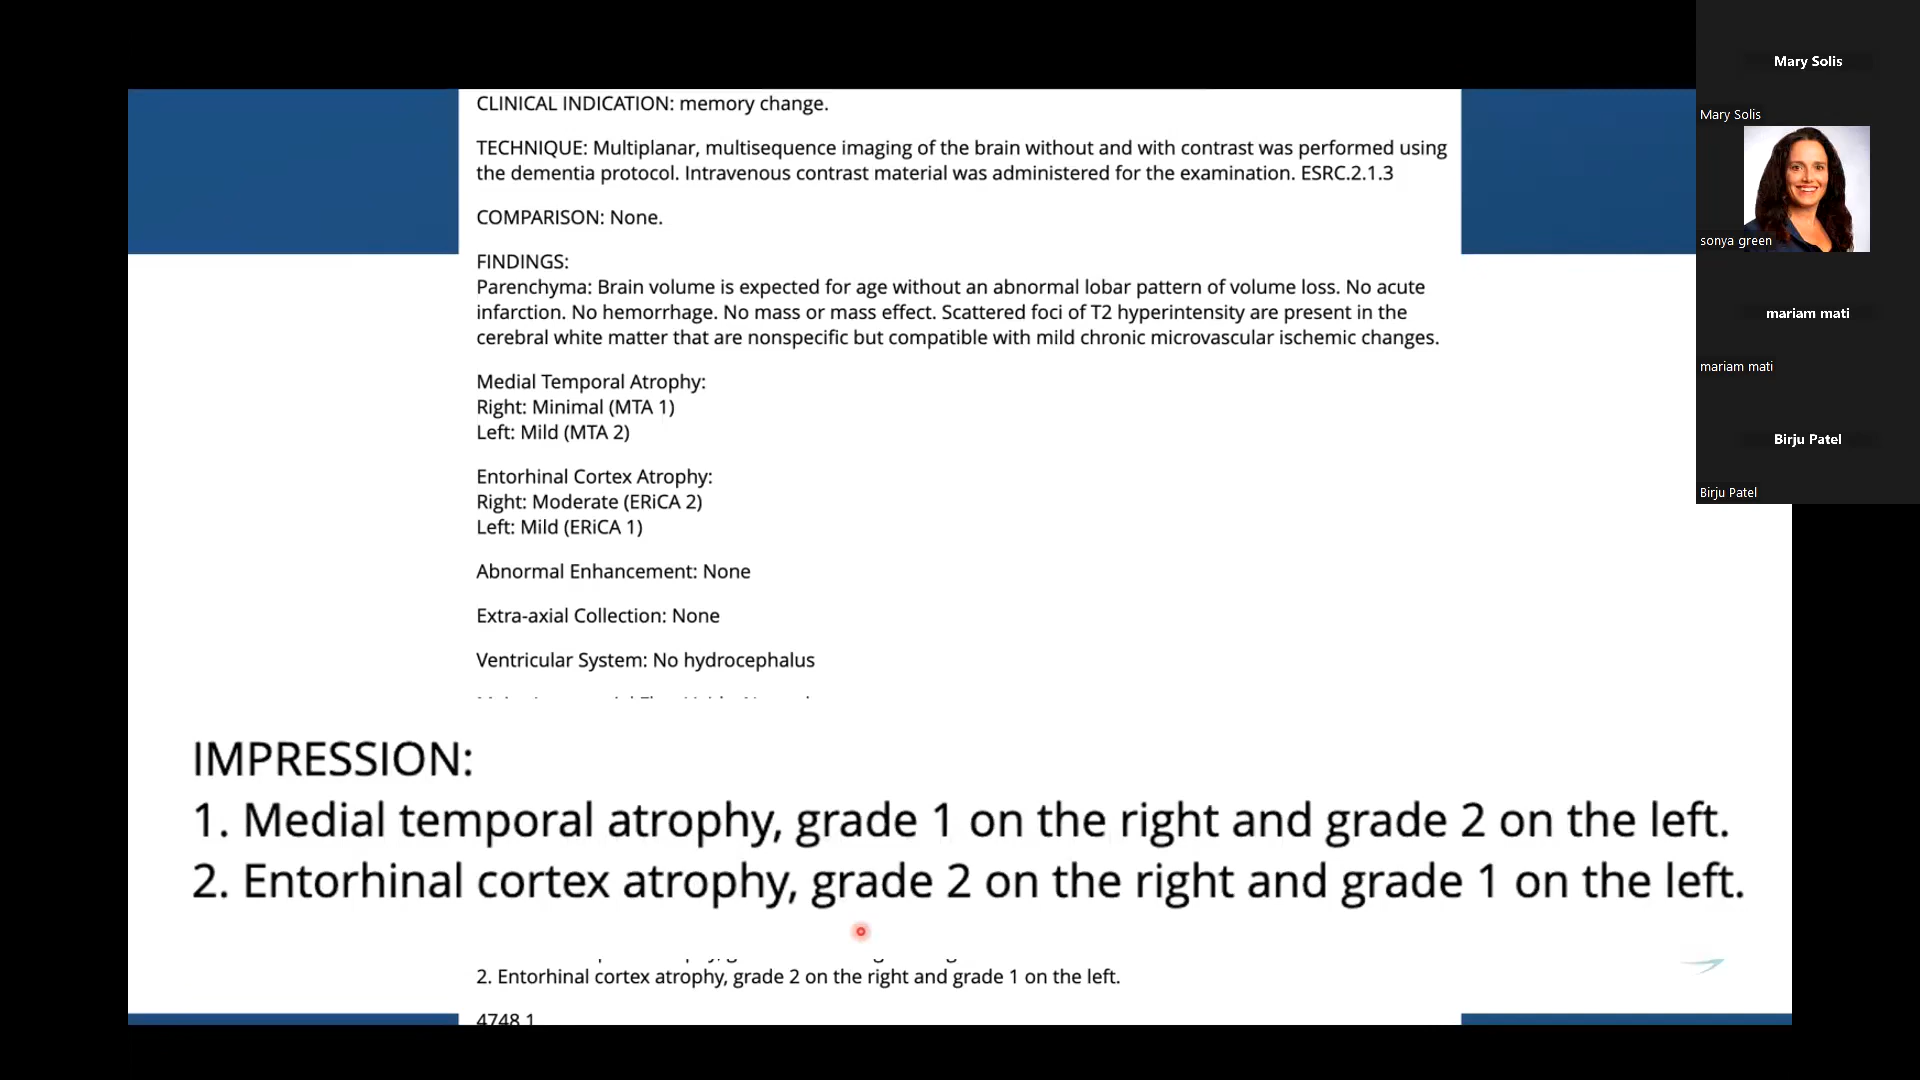 CLINICAL INDICATION: memory change.
TECHNIQUE: Multiplanar, multisequence imaging of the brain without and with contrast was performed using
the dementia protocol. Intravenous contrast material was administered for the examination. ESRC.2.1.3
COMPARISON: None.
FINDINGS:
Parenchyma: Brain volume is expected for age without an abnormal lobar pattern of volume loss. No acute
infarction. No hemorrhage. No mass or mass effect. Scattered foci of T2 hyperintensity are present in the
cerebral white matter that are nonspecific but compatible with mild chronic microvascular ischemic changes.
Medial Temporal Atrophy:
Right: Minimal (MTA 1)
Left: Mild (MTA 2)
Entorhinal Cortex Atrophy:
Right: Moderate (ERiCA 2)
Left: Mild (ERiCA 1)
Abnormal Enhancement: None
Extra-axial Collection: None
Ventricular System: No hydrocephalus
IMPRESSION:
1. Medial temporal atrophy, grade 1 on the right and grade 2 on the left.
2. Entorhinal cortex atrophy, grade 2 on the right and grade 1 on the left.
2. Entorhinal cortex atrophy, grade 2 on the right and grade 1 on the left.
4748 1
Mary Solis
Mary Solis
sonya green
mariam mati
mariam mati
Birju Patel
Birju Patel